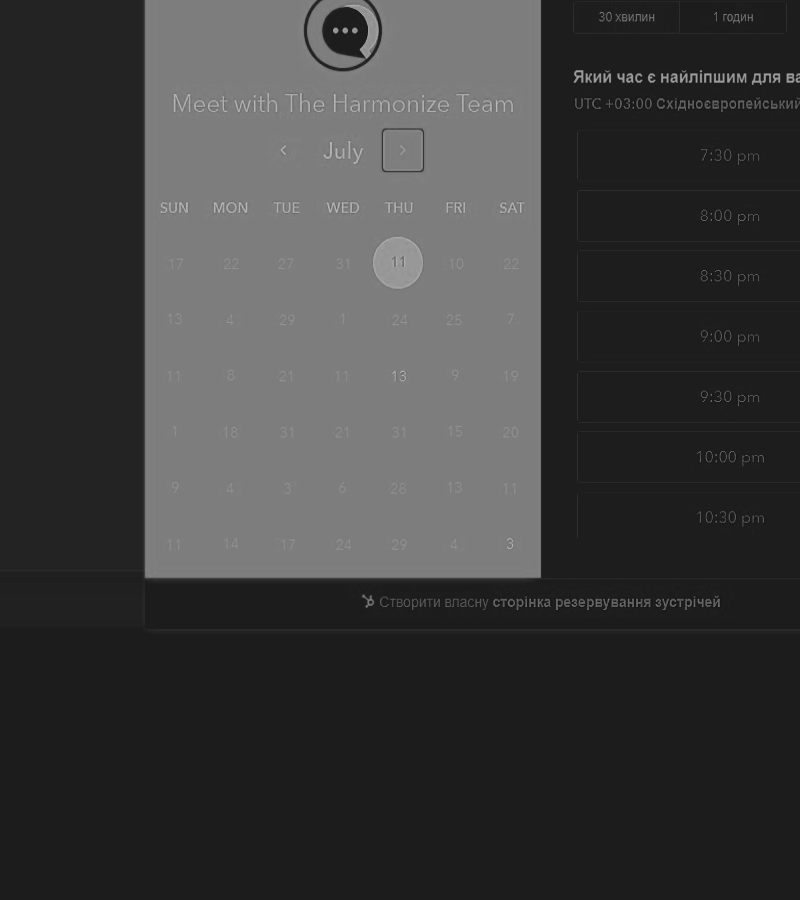 Meet with The Harmonize Team
July
SUN MON TUE WED THU FRI SAT
17 22 27 31 11 10 22
13 4 29 1 24 25 7
11 8 21 11 13 9 19
1 18 31 21 31 15 20
9 4 3 6 28 13 11
11 14 17 24 29 4 3
30 хвилин 1 годин
Який час є найліпшим для ва
UTC +03:00 Східноєвропейський
7:30 pm
8:00 pm
8:30 pm
9:00 pm
9:30 pm
10:00 pm
10:30 pm
Створити власну сторінка резервування зустрічей